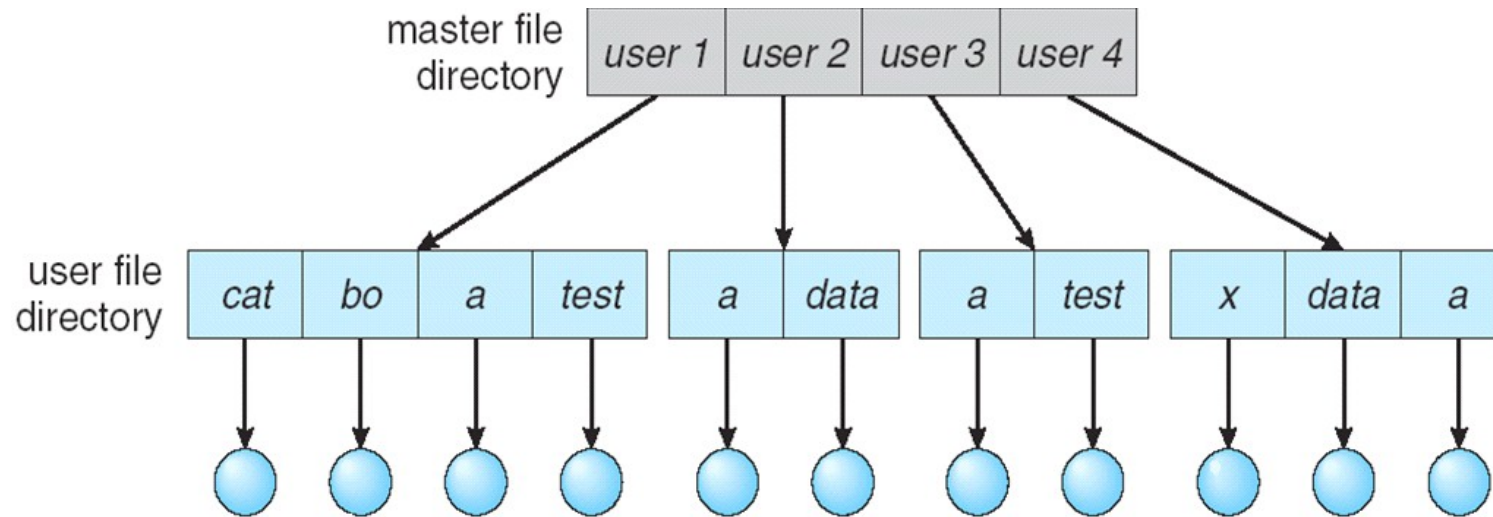 master file directory
user 1 user 2 user 3 user 4
user file directory
cat bo a test a data a test x data a